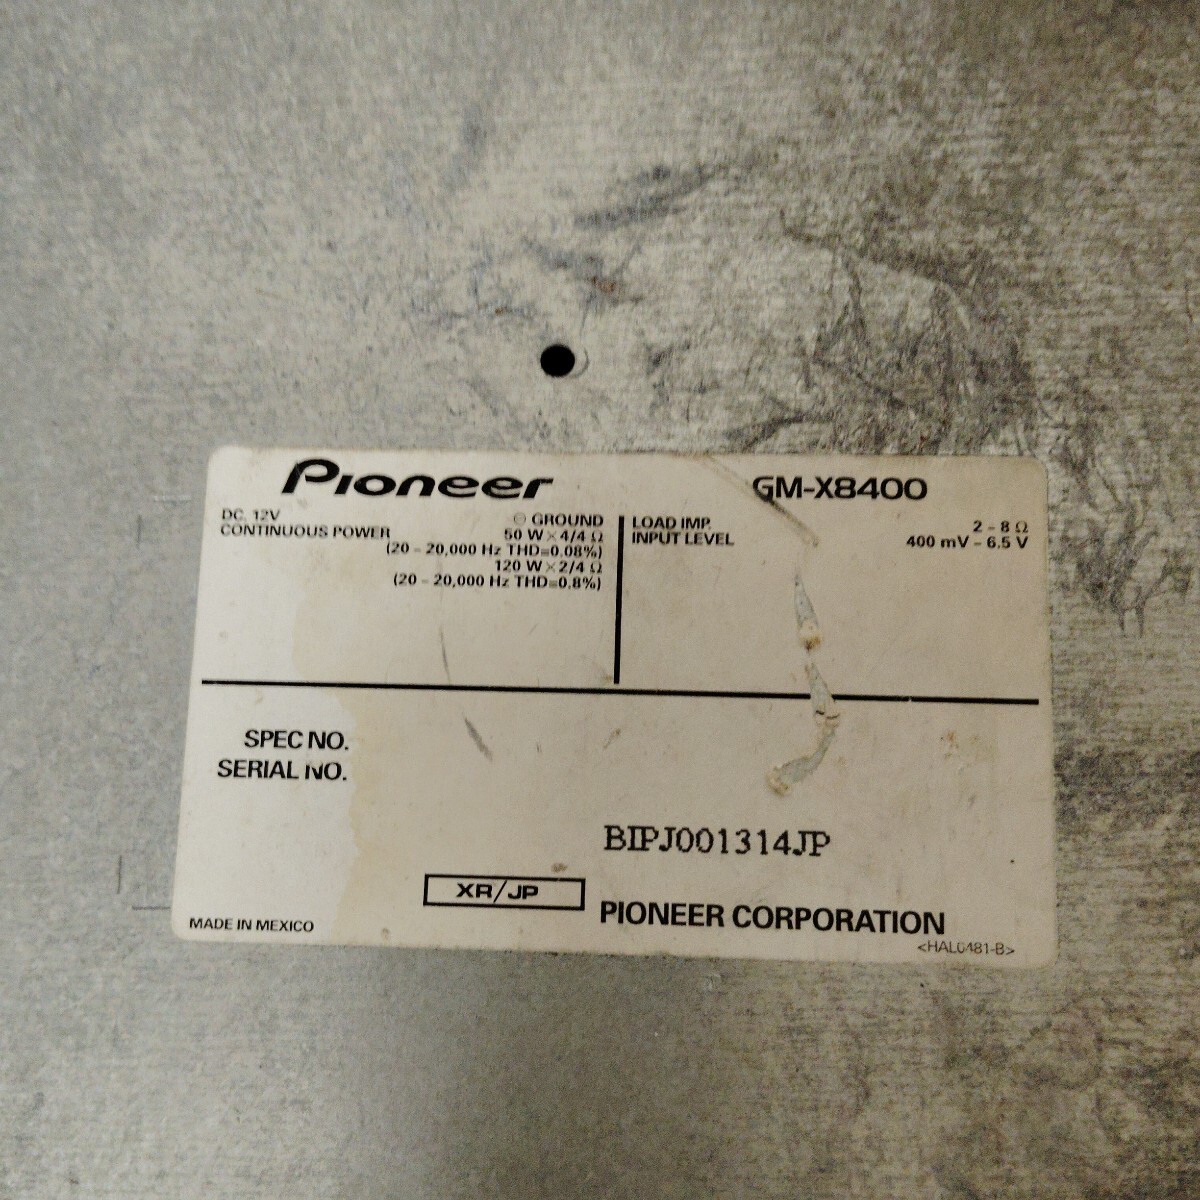 Pioneer GM-X8400
DC. 12V ⊖ GROUND
CONTINUOUS POWER 50 W × 4/4 Ω
(20 – 20,000 Hz THD=0.08%)
120 W × 2/4 Ω
(20 – 20,000 Hz THD=0.8%)
LOAD IMP. 2 – 8 Ω
INPUT LEVEL 400 mV – 6.5 V
SPEC NO.
SERIAL NO.
BIPJ001314JP
XR/JP
PIONEER CORPORATION
MADE IN MEXICO
<HAL0481-B>